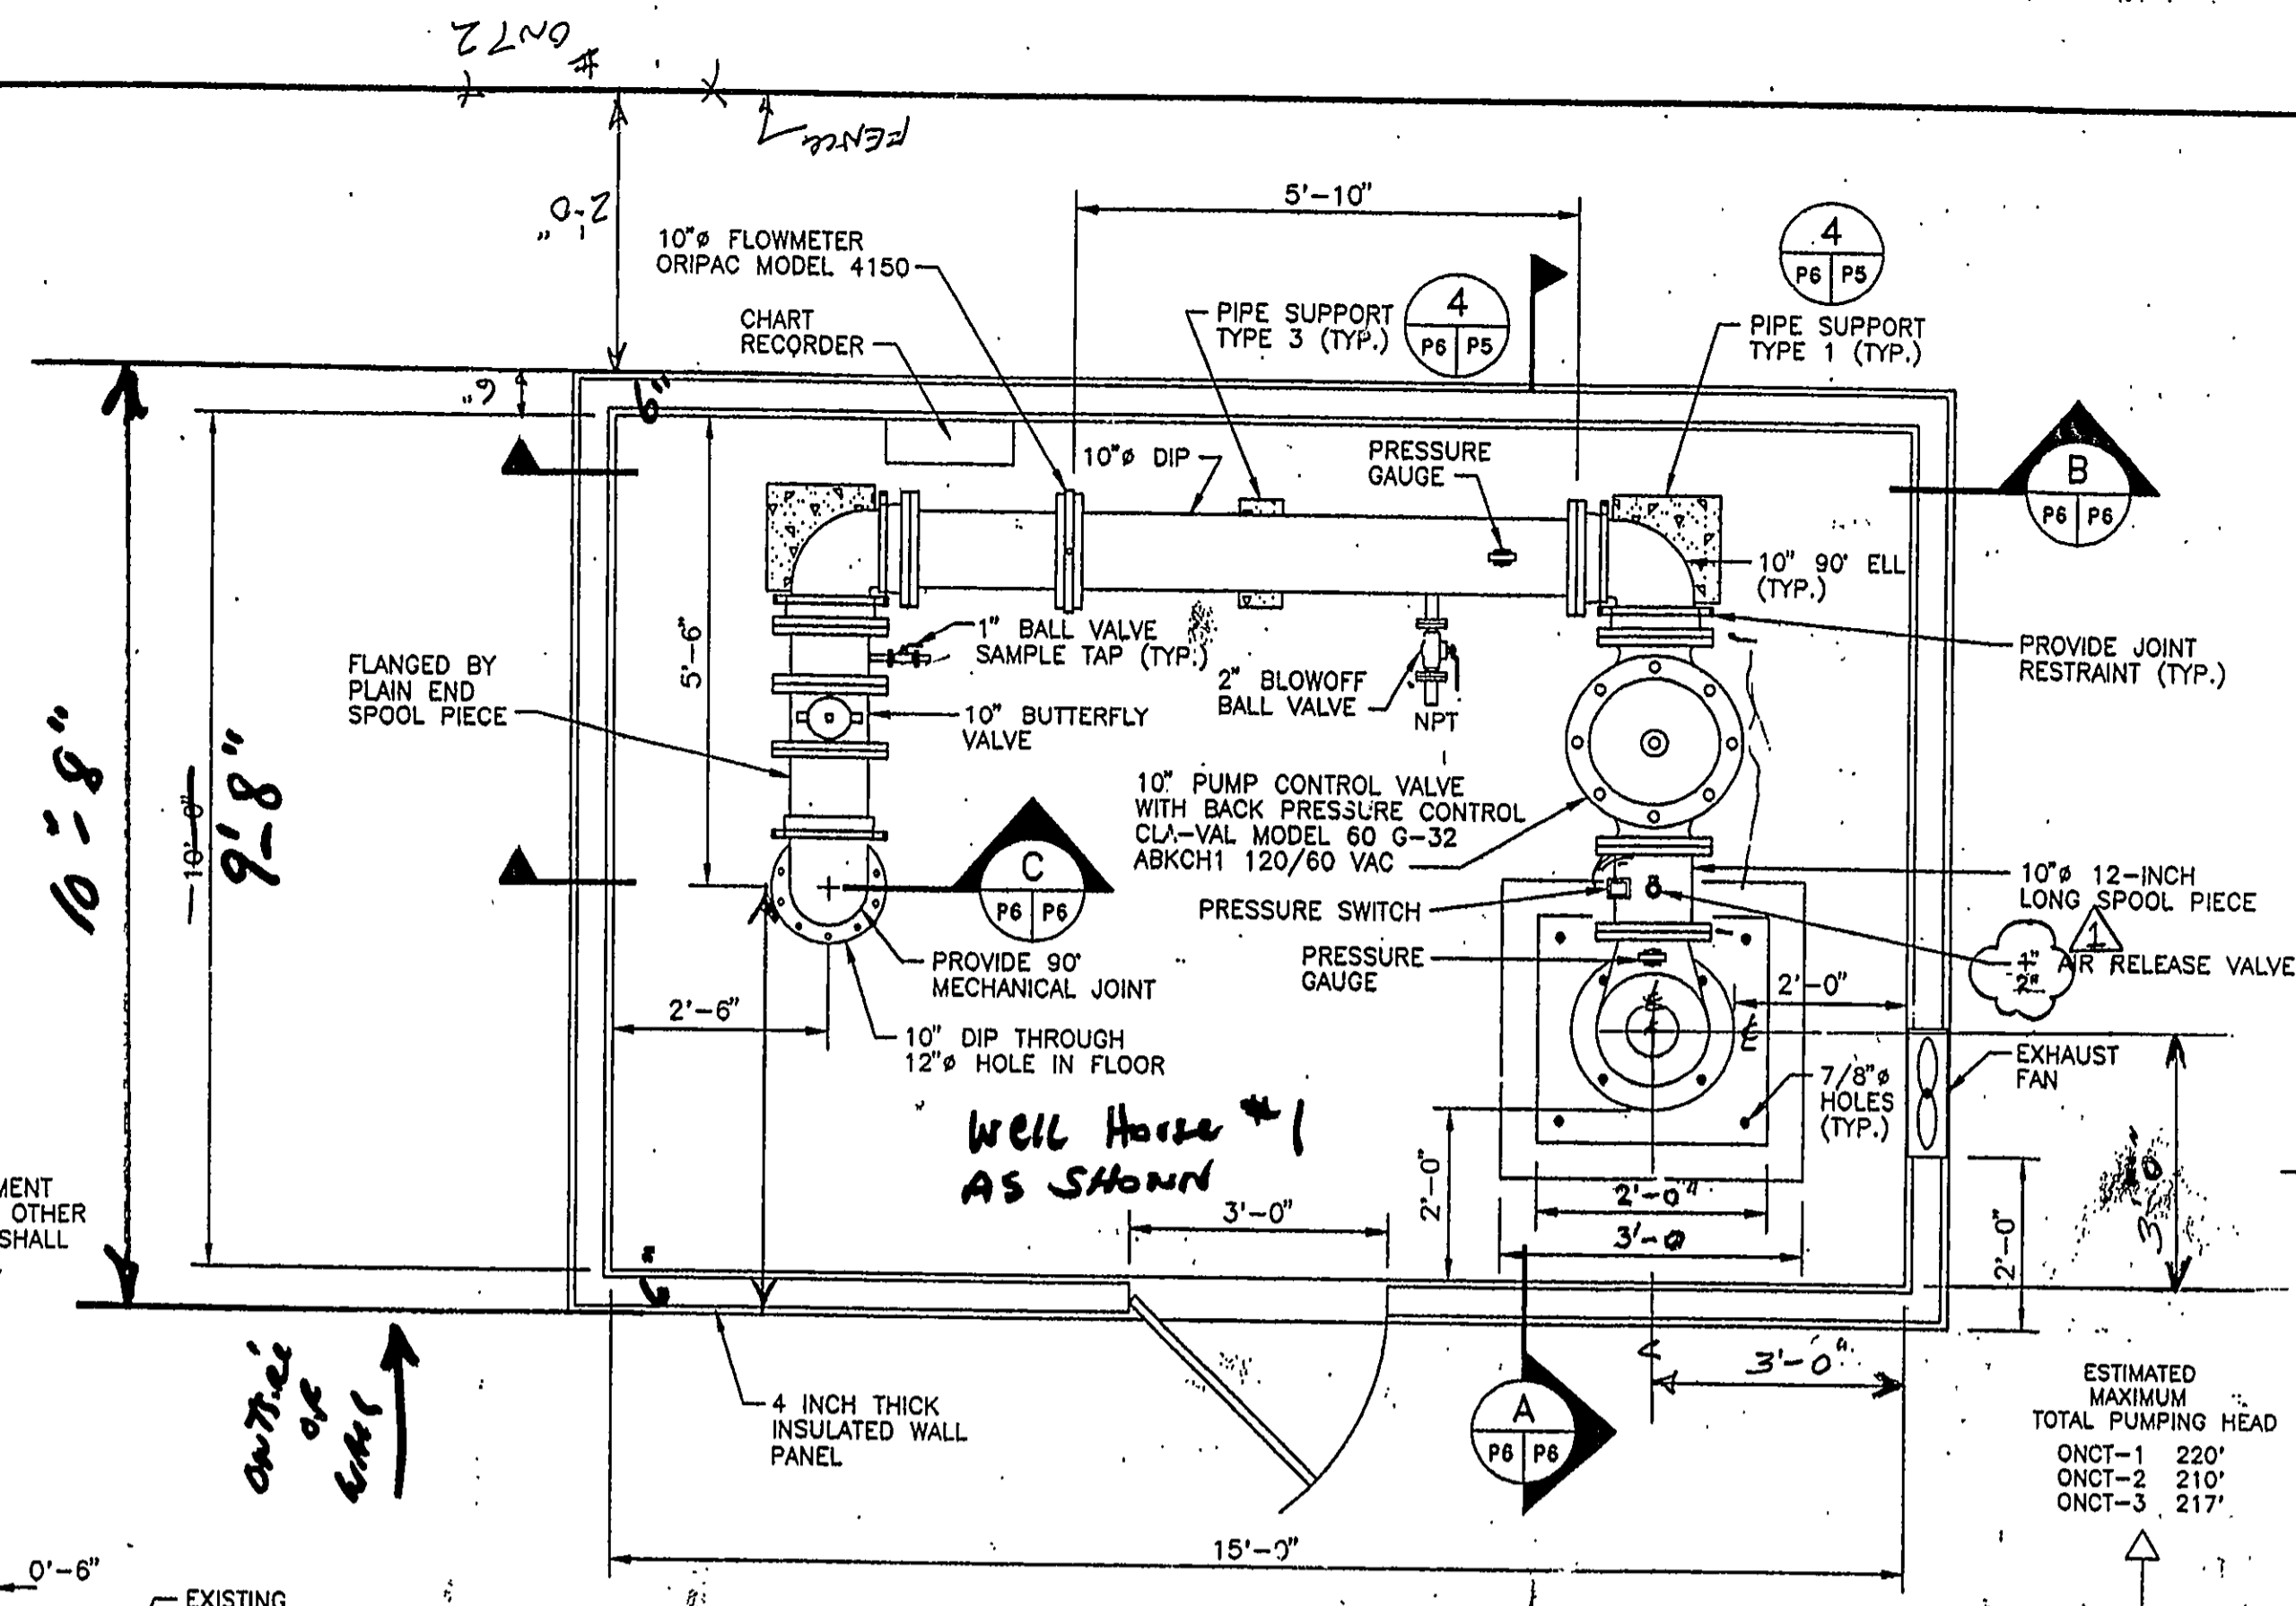 ONT 2
#
FENCE
2'-0"
5'-10"
10"ø FLOWMETER
ORIPAC MODEL 4150
CHART
RECORDER
PIPE SUPPORT
TYPE 3 (TYP.)
4
P6 P5
4
P6 P5
PIPE SUPPORT
TYPE 1 (TYP.)
6"
6"
10"ø DIP
PRESSURE
GAUGE
B
P6 P6
10" 90° ELL
(TYP.)
5'-6"
1" BALL VALVE
SAMPLE TAP (TYP.)
PROVIDE JOINT
RESTRAINT (TYP.)
FLANGED BY
PLAIN END
SPOOL PIECE
2" BLOWOFF
BALL VALVE
NPT
10" BUTTERFLY
VALVE
10'-8"
10'-0"
9'-8"
10" PUMP CONTROL VALVE
WITH BACK PRESSURE CONTROL
CLA-VAL MODEL 60 G-32
ABKCH1 120/60 VAC
C
P6 P6
10"ø 12-INCH
LONG SPOOL PIECE
PRESSURE SWITCH
1
1"
2"
AIR RELEASE VALVE
PROVIDE 90°
MECHANICAL JOINT
PRESSURE
GAUGE
2'-0"
2'-6"
10" DIP THROUGH
12"ø HOLE IN FLOOR
EXHAUST
FAN
7/8"ø
HOLES
(TYP.)
WELL House #1
AS SHOWN
2'-0"
2'-0"
3'-0
3'-0"
2'-0"
3'-0
MENT
OTHER
SHALL
6"
OUTSIDE
OF
WALL
4 INCH THICK
INSULATED WALL
PANEL
3'-0"
A
P6 P6
ESTIMATED
MAXIMUM
TOTAL PUMPING HEAD
ONCT-1 220'
ONCT-2 210'
ONCT-3 217'
15'-0"
0'-6"
EXISTING